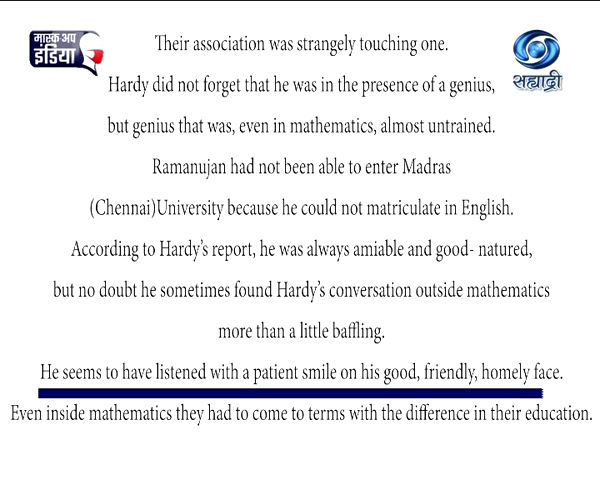 मास्क अप
इंडिया
सह्याद्री
Their association was strangely touching one.
Hardy did not forget that he was in the presence of a genius,
but genius that was, even in mathematics, almost untrained.
Ramanujan had not been able to enter Madras
(Chennai)University because he could not matriculate in English.
According to Hardy's report, he was always amiable and good- natured,
but no doubt he sometimes found Hardy's conversation outside mathematics
more than a little baffling.
He seems to have listened with a patient smile on his good, friendly, homely face.
Even inside mathematics they had to come to terms with the difference in their education.